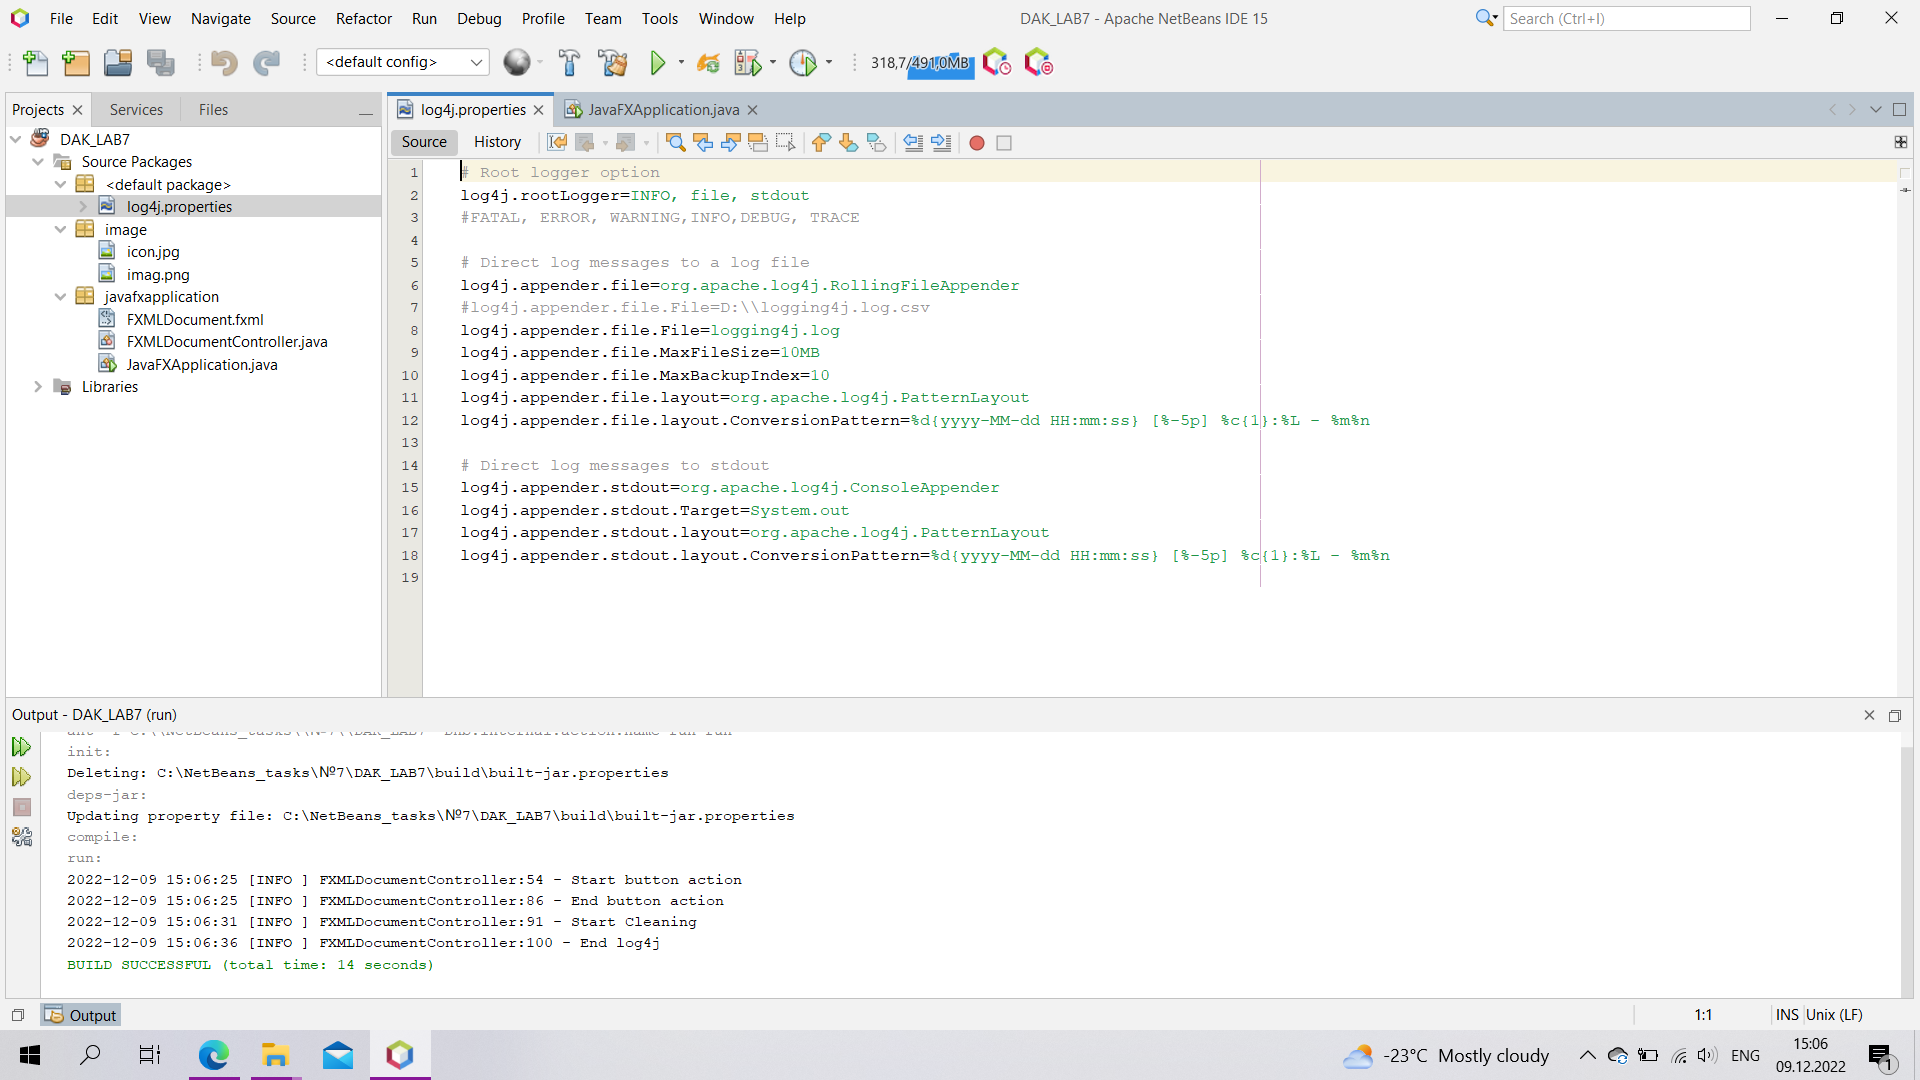 File Edit View Navigate Source Refactor Run Debug Profile Team Tools Window Help
DAK_LAB7 - Apache NetBeans IDE 15
Search (Ctrl+I)
<default config>
318,7/491,0MB
Projects
Services
Files
log4j.properties
JavaFXApplication.java
Source
History
DAK_LAB7
Source Packages
<default package>
log4j.properties
image
icon.jpg
imag.png
javafxapplication
FXMLDocument.fxml
FXMLDocumentController.java
JavaFXApplication.java
Libraries
1 # Root logger option
2 log4j.rootLogger=INFO, file, stdout
3 #FATAL, ERROR, WARNING,INFO,DEBUG, TRACE
4
5 # Direct log messages to a log file
6 log4j.appender.file=org.apache.log4j.RollingFileAppender
7 #log4j.appender.file.File=D:\\logging4j.log.csv
8 log4j.appender.file.File=logging4j.log
9 log4j.appender.file.MaxFileSize=10MB
10 log4j.appender.file.MaxBackupIndex=10
11 log4j.appender.file.layout=org.apache.log4j.PatternLayout
12 log4j.appender.file.layout.ConversionPattern=%d{yyyy-MM-dd HH:mm:ss} [%-5p] %c{1}:%L - %m%n
13
14 # Direct log messages to stdout
15 log4j.appender.stdout=org.apache.log4j.ConsoleAppender
16 log4j.appender.stdout.Target=System.out
17 log4j.appender.stdout.layout=org.apache.log4j.PatternLayout
18 log4j.appender.stdout.layout.ConversionPattern=%d{yyyy-MM-dd HH:mm:ss} [%-5p] %c{1}:%L - %m%n
19
Output - DAK_LAB7 (run)
init:
Deleting: C:\NetBeans_tasks\№7\DAK_LAB7\build\built-jar.properties
deps-jar:
Updating property file: C:\NetBeans_tasks\№7\DAK_LAB7\build\built-jar.properties
compile:
run:
2022-12-09 15:06:25 [INFO ] FXMLDocumentController:54 - Start button action
2022-12-09 15:06:25 [INFO ] FXMLDocumentController:86 - End button action
2022-12-09 15:06:31 [INFO ] FXMLDocumentController:91 - Start Cleaning
2022-12-09 15:06:36 [INFO ] FXMLDocumentController:100 - End log4j
BUILD SUCCESSFUL (total time: 14 seconds)
Output
1:1
INS
Unix (LF)
-23°C Mostly cloudy
ENG
15:06
09.12.2022
1